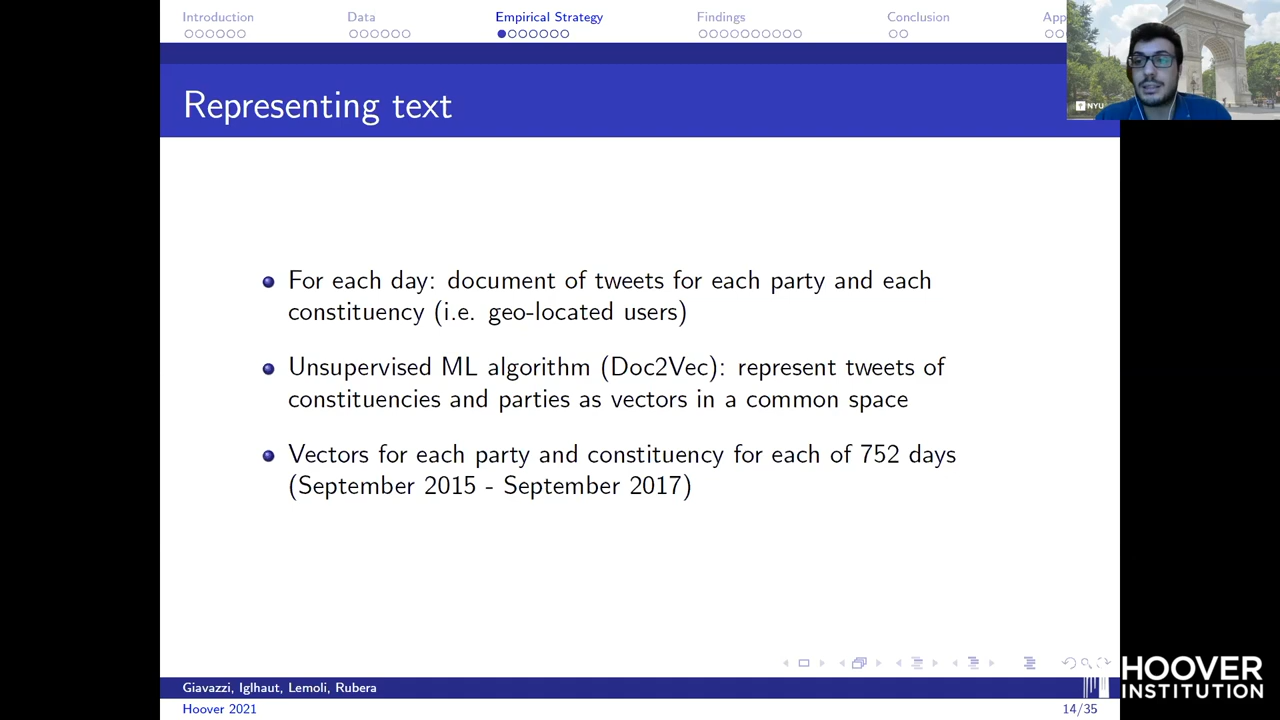 Introduction
Data
Empirical Strategy
Findings
Conclusion
App
NYU
Representing text
For each day: document of tweets for each party and each
constituency (i.e. geo-located users)
Unsupervised ML algorithm (Doc2Vec): represent tweets of
constituencies and parties as vectors in a common space
Vectors for each party and constituency for each of 752 days
(September 2015 - September 2017)
Giavazzi, Iglhaut, Lemoli, Rubera
Hoover 2021
14/35
HOOVER
INSTITUTION